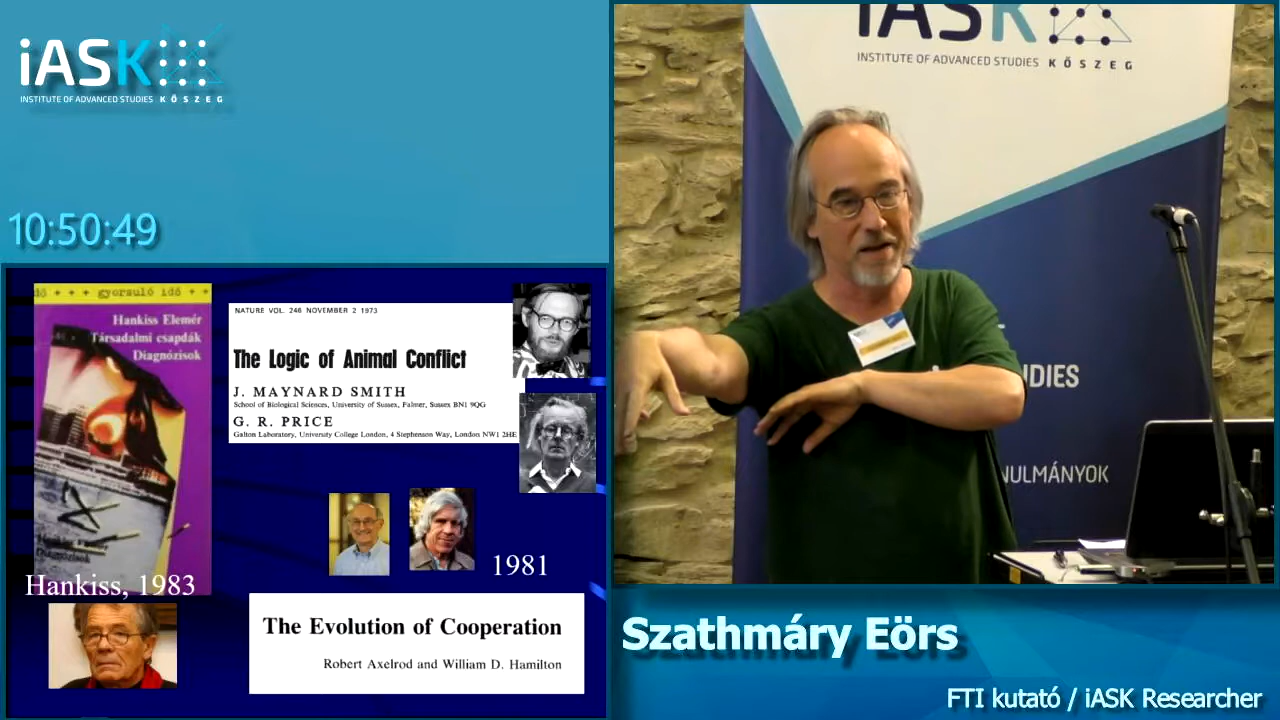 iASK
INSTITUTE OF ADVANCED STUDIES KŐSZEG
10:50:49
idő + + + gyorsuló idő + +
Hankiss Elemér
Társadalmi csapdák
Diagnózisok
Diagnózisok
Hankiss, 1983
NATURE VOL. 246 NOVEMBER 2 1973
The Logic of Animal Conflict
J. MAYNARD SMITH
School of Biological Sciences, University of Sussex, Falmer, Sussex BN1 9QG
G. R. PRICE
Galton Laboratory, University College London, 4 Stephenson Way, London NW1 2HE
1981
The Evolution of Cooperation
Robert Axelrod and William D. Hamilton
iASK
INSTITUTE OF ADVANCED STUDIES KŐSZEG
UDIES
NULMÁNYOK
Szathmáry Eörs
FTI kutató / iASK Researcher